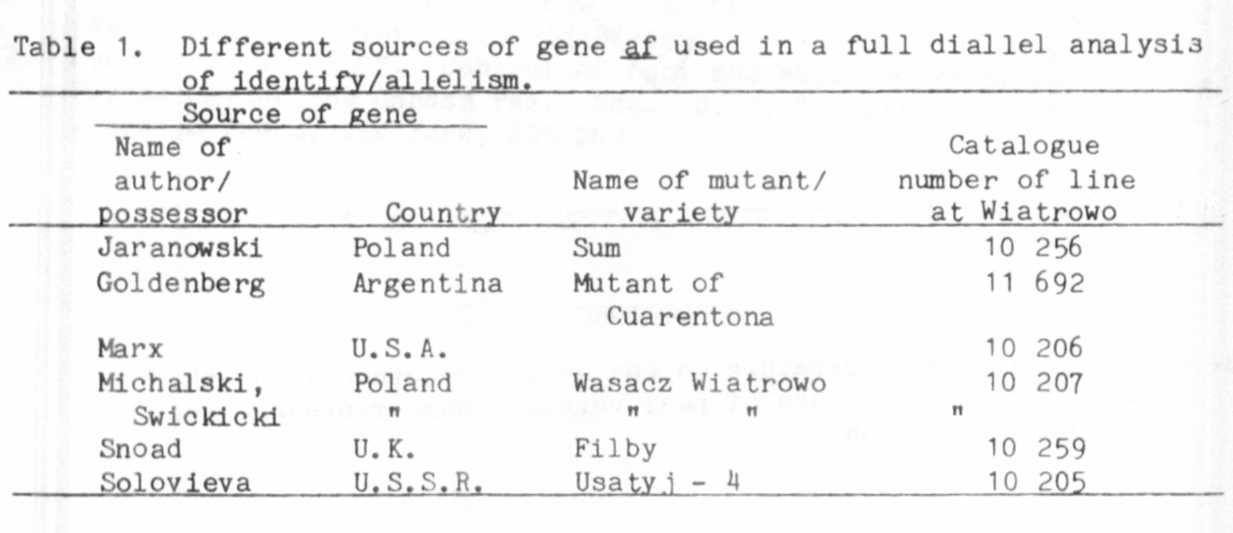 Table 1. Different sources of gene af used in a full diallel analysis
of identify/allelism.
Source of gene
Name of Catalogue
author/ Name of mutant/ number of line
possessor Country variety at Wiatrowo
Jaranowski Poland Sum 10 256
Goldenberg Argentina Mutant of 11 692
Cuarentona
Marx U.S.A. 10 206
Michalski, Poland Wasacz Wiatrowo 10 207
Swickicki " " " "
Snoad U.K. Filby 10 259
Solovieva U.S.S.R. Usatyj - 4 10 205